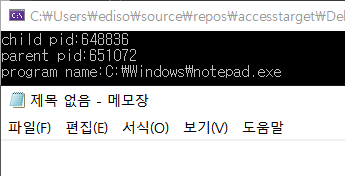 C:\Users\ediso\source\repos\accesstarget\De
child pid:648836
parent pid:651072
program name:C:₩Windows₩notepad.exe
제목 없음 - 메모장
파일(F) 편집(E) 서식(O) 보기(V) 도움말